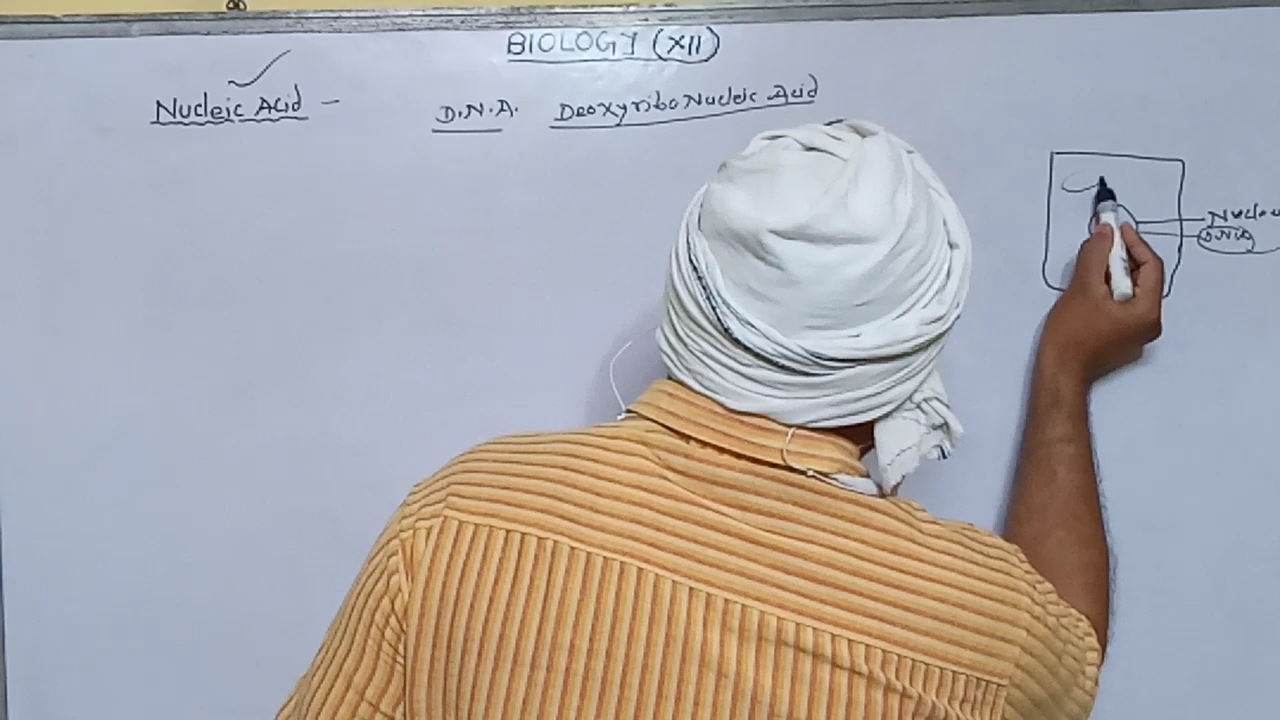 BIOLOGY (XII)
Nucleic Acid - D.N.A. Deoxyribo Nucleic Acid
DNA